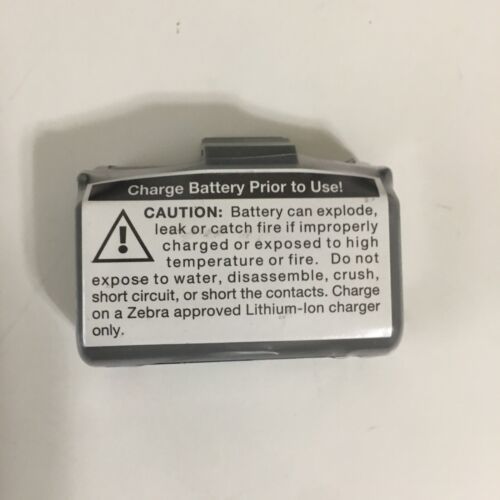 Charge Battery Prior to Use!
CAUTION: Battery can explode,
leak or catch fire if improperly
charged or exposed to high
temperature or fire. Do not
expose to water, disassemble, crush,
short circuit, or short the contacts. Charge
on a Zebra approved Lithium-Ion charger
only.